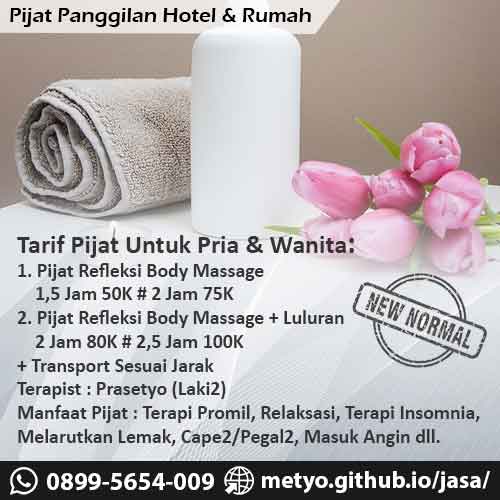 Pijat Panggilan Hotel & Rumah
Tarif Pijat Untuk Pria & Wanita:
1. Pijat Refleksi Body Massage
1,5 Jam 50K # 2 Jam 75K
2. Pijat Refleksi Body Massage + Luluran
2 Jam 80K # 2,5 Jam 100K
+ Transport Sesuai Jarak
Terapist : Prasetyo (Laki2)
Manfaat Pijat : Terapi Promil, Relaksasi, Terapi Insomnia,
Melarutkan Lemak, Cape2/Pegal2, Masuk Angin dll.
NEW NORMAL
0899-5654-009 metyo.github.io/jasa/